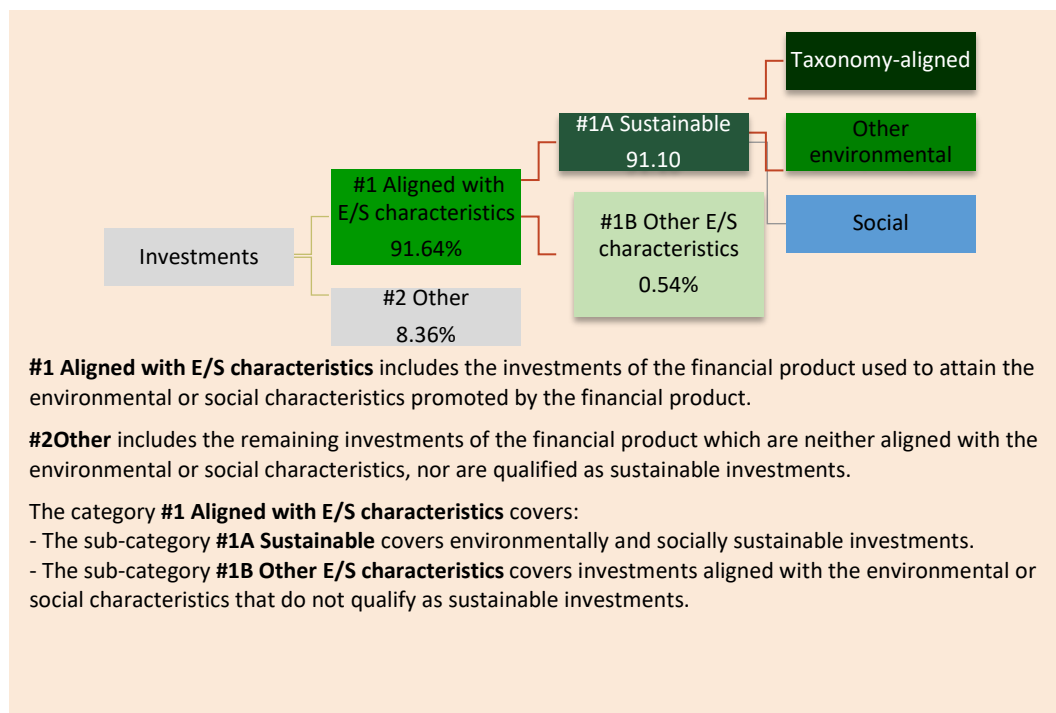 Taxonomy-aligned
#1A Sustainable
91.10
Other
environmental
#1 Aligned with
E/S characteristics
91.64%
#1B Other E/S
characteristics
0.54%
Social
Investments
#2 Other
8.36%
#1 Aligned with E/S characteristics includes the investments of the financial product used to attain the
environmental or social characteristics promoted by the financial product.
#2Other includes the remaining investments of the financial product which are neither aligned with the
environmental or social characteristics, nor are qualified as sustainable investments.
The category #1 Aligned with E/S characteristics covers:
- The sub-category #1A Sustainable covers environmentally and socially sustainable investments.
- The sub-category #1B Other E/S characteristics covers investments aligned with the environmental or
social characteristics that do not qualify as sustainable investments.